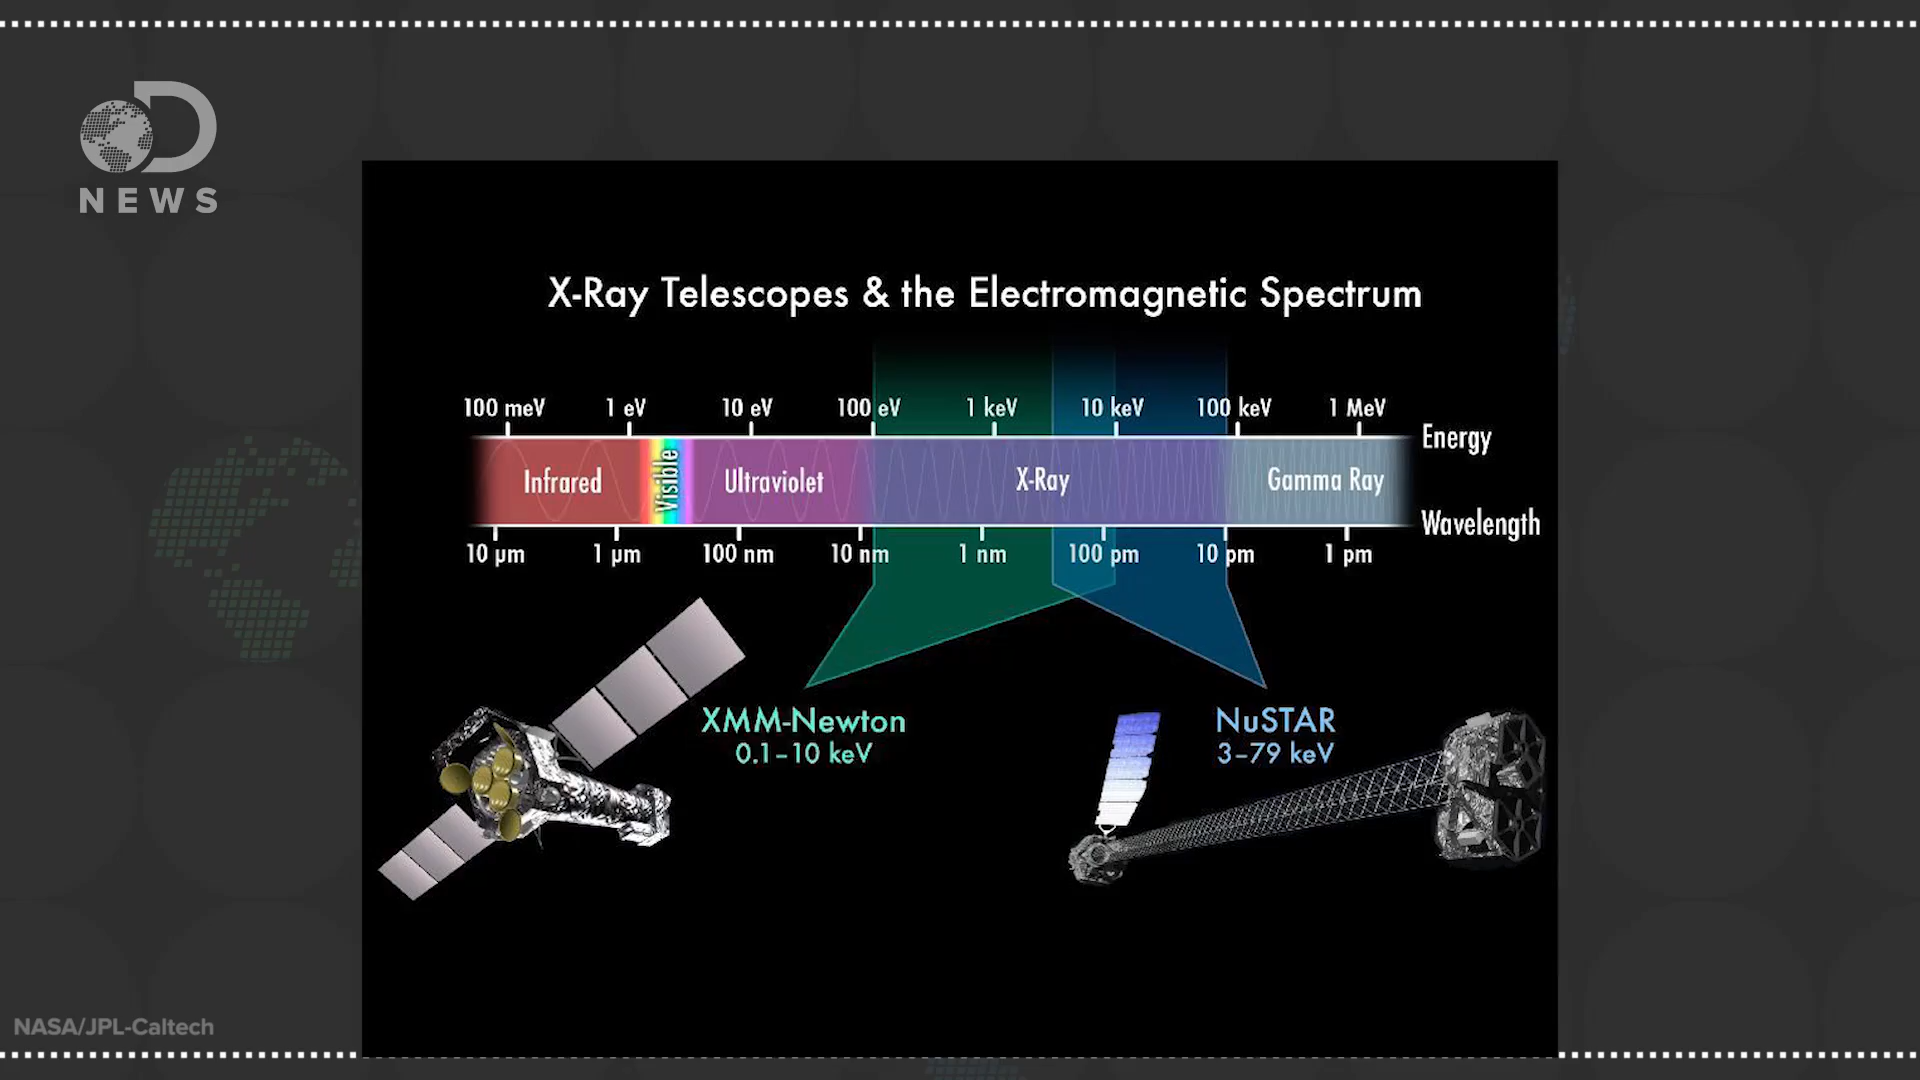 D
NEWS
X-Ray Telescopes & the Electromagnetic Spectrum
100 meV 1 eV 10 eV 100 eV 1 keV 10 keV 100 keV 1 MeV
Energy
Infrared Visible Ultraviolet X-Ray Gamma Ray
Wavelength
10 μm 1 μm 100 nm 10 nm 1 nm 100 pm 10 pm 1 pm
XMM-Newton
0.1–10 keV
NuSTAR
3–79 keV
NASA/JPL-Caltech